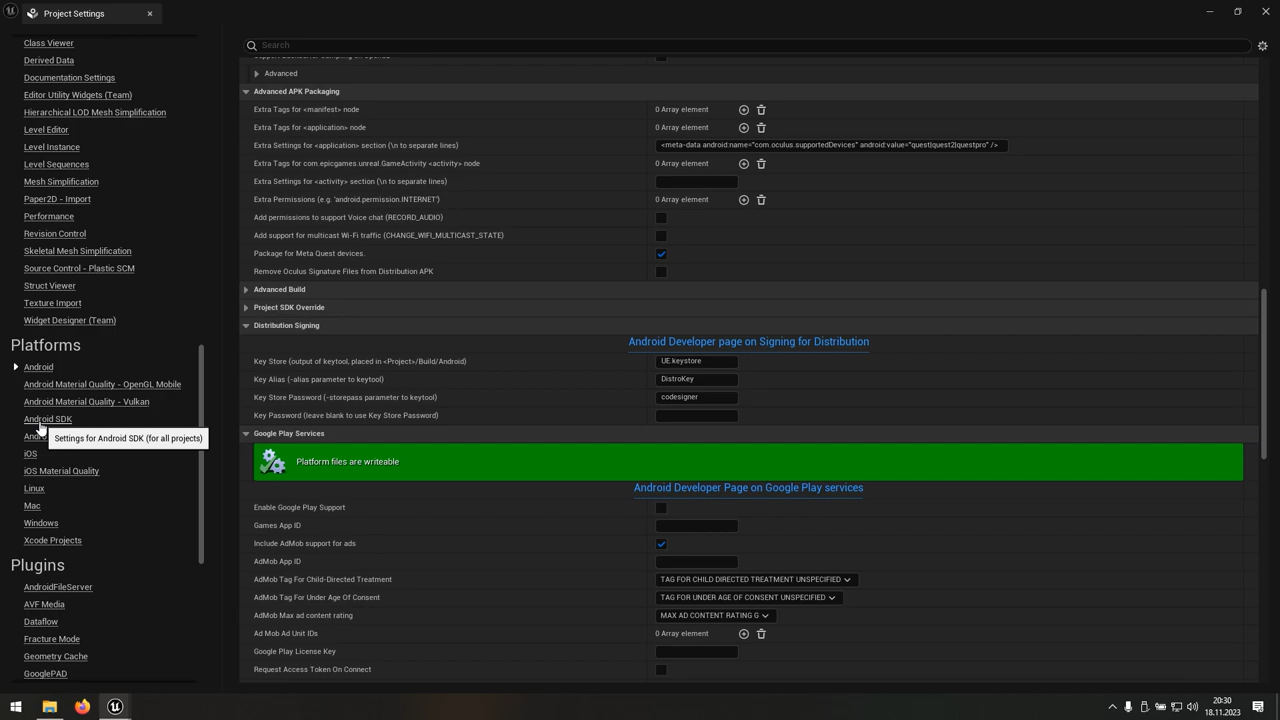 Project Settings
Class Viewer
Derived Data
Documentation Settings
Editor Utility Widgets (Team)
Hierarchical LOD Mesh Simplification
Level Editor
Level Instance
Level Sequences
Mesh Simplification
Paper2D - Import
Performance
Revision Control
Skeletal Mesh Simplification
Source Control - Plastic SCM
Struct Viewer
Texture Import
Widget Designer (Team)
Platforms
Android
Android Material Quality - OpenGL Mobile
Android Material Quality - Vulkan
Android SDK
Settings for Android SDK (for all projects)
iOS
iOS Material Quality
Linux
Mac
Windows
Xcode Projects
Plugins
AndroidFileServer
AVF Media
Dataflow
Fracture Mode
Geometry Cache
GooglePAD
Search
Advanced
Advanced APK Packaging
Extra Tags for <manifest> node 0 Array element
Extra Tags for <application> node 0 Array element
Extra Settings for <application> section (\n to separate lines) <meta-data android:name="com.oculus.supportedDevices" android:value="quest|quest2|questpro" />
Extra Tags for com.epicgames.unreal.GameActivity <activity> node 0 Array element
Extra Settings for <activity> section (\n to separate lines)
Extra Permissions (e.g. 'android.permission.INTERNET') 0 Array element
Add permissions to support Voice chat (RECORD_AUDIO)
Add support for multicast Wi-Fi traffic (CHANGE_WIFI_MULTICAST_STATE)
Package for Meta Quest devices.
Remove Oculus Signature Files from Distribution APK
Advanced Build
Project SDK Override
Distribution Signing
Android Developer page on Signing for Distribution
Key Store (output of keytool, placed in <Project>/Build/Android) UE.keystore
Key Alias (-alias parameter to keytool) DistroKey
Key Store Password (-storepass parameter to keytool) codesigner
Key Password (leave blank to use Key Store Password)
Google Play Services
Platform files are writeable
Android Developer Page on Google Play services
Enable Google Play Support
Games App ID
Include AdMob support for ads
AdMob App ID
AdMob Tag For Child-Directed Treatment TAG FOR CHILD DIRECTED TREATMENT UNSPECIFIED
AdMob Tag For Under Age Of Consent TAG FOR UNDER AGE OF CONSENT UNSPECIFIED
AdMob Max ad content rating MAX AD CONTENT RATING G
Ad Mob Ad Unit IDs 0 Array element
Google Play License Key
Request Access Token On Connect
20:30
18.11.2023